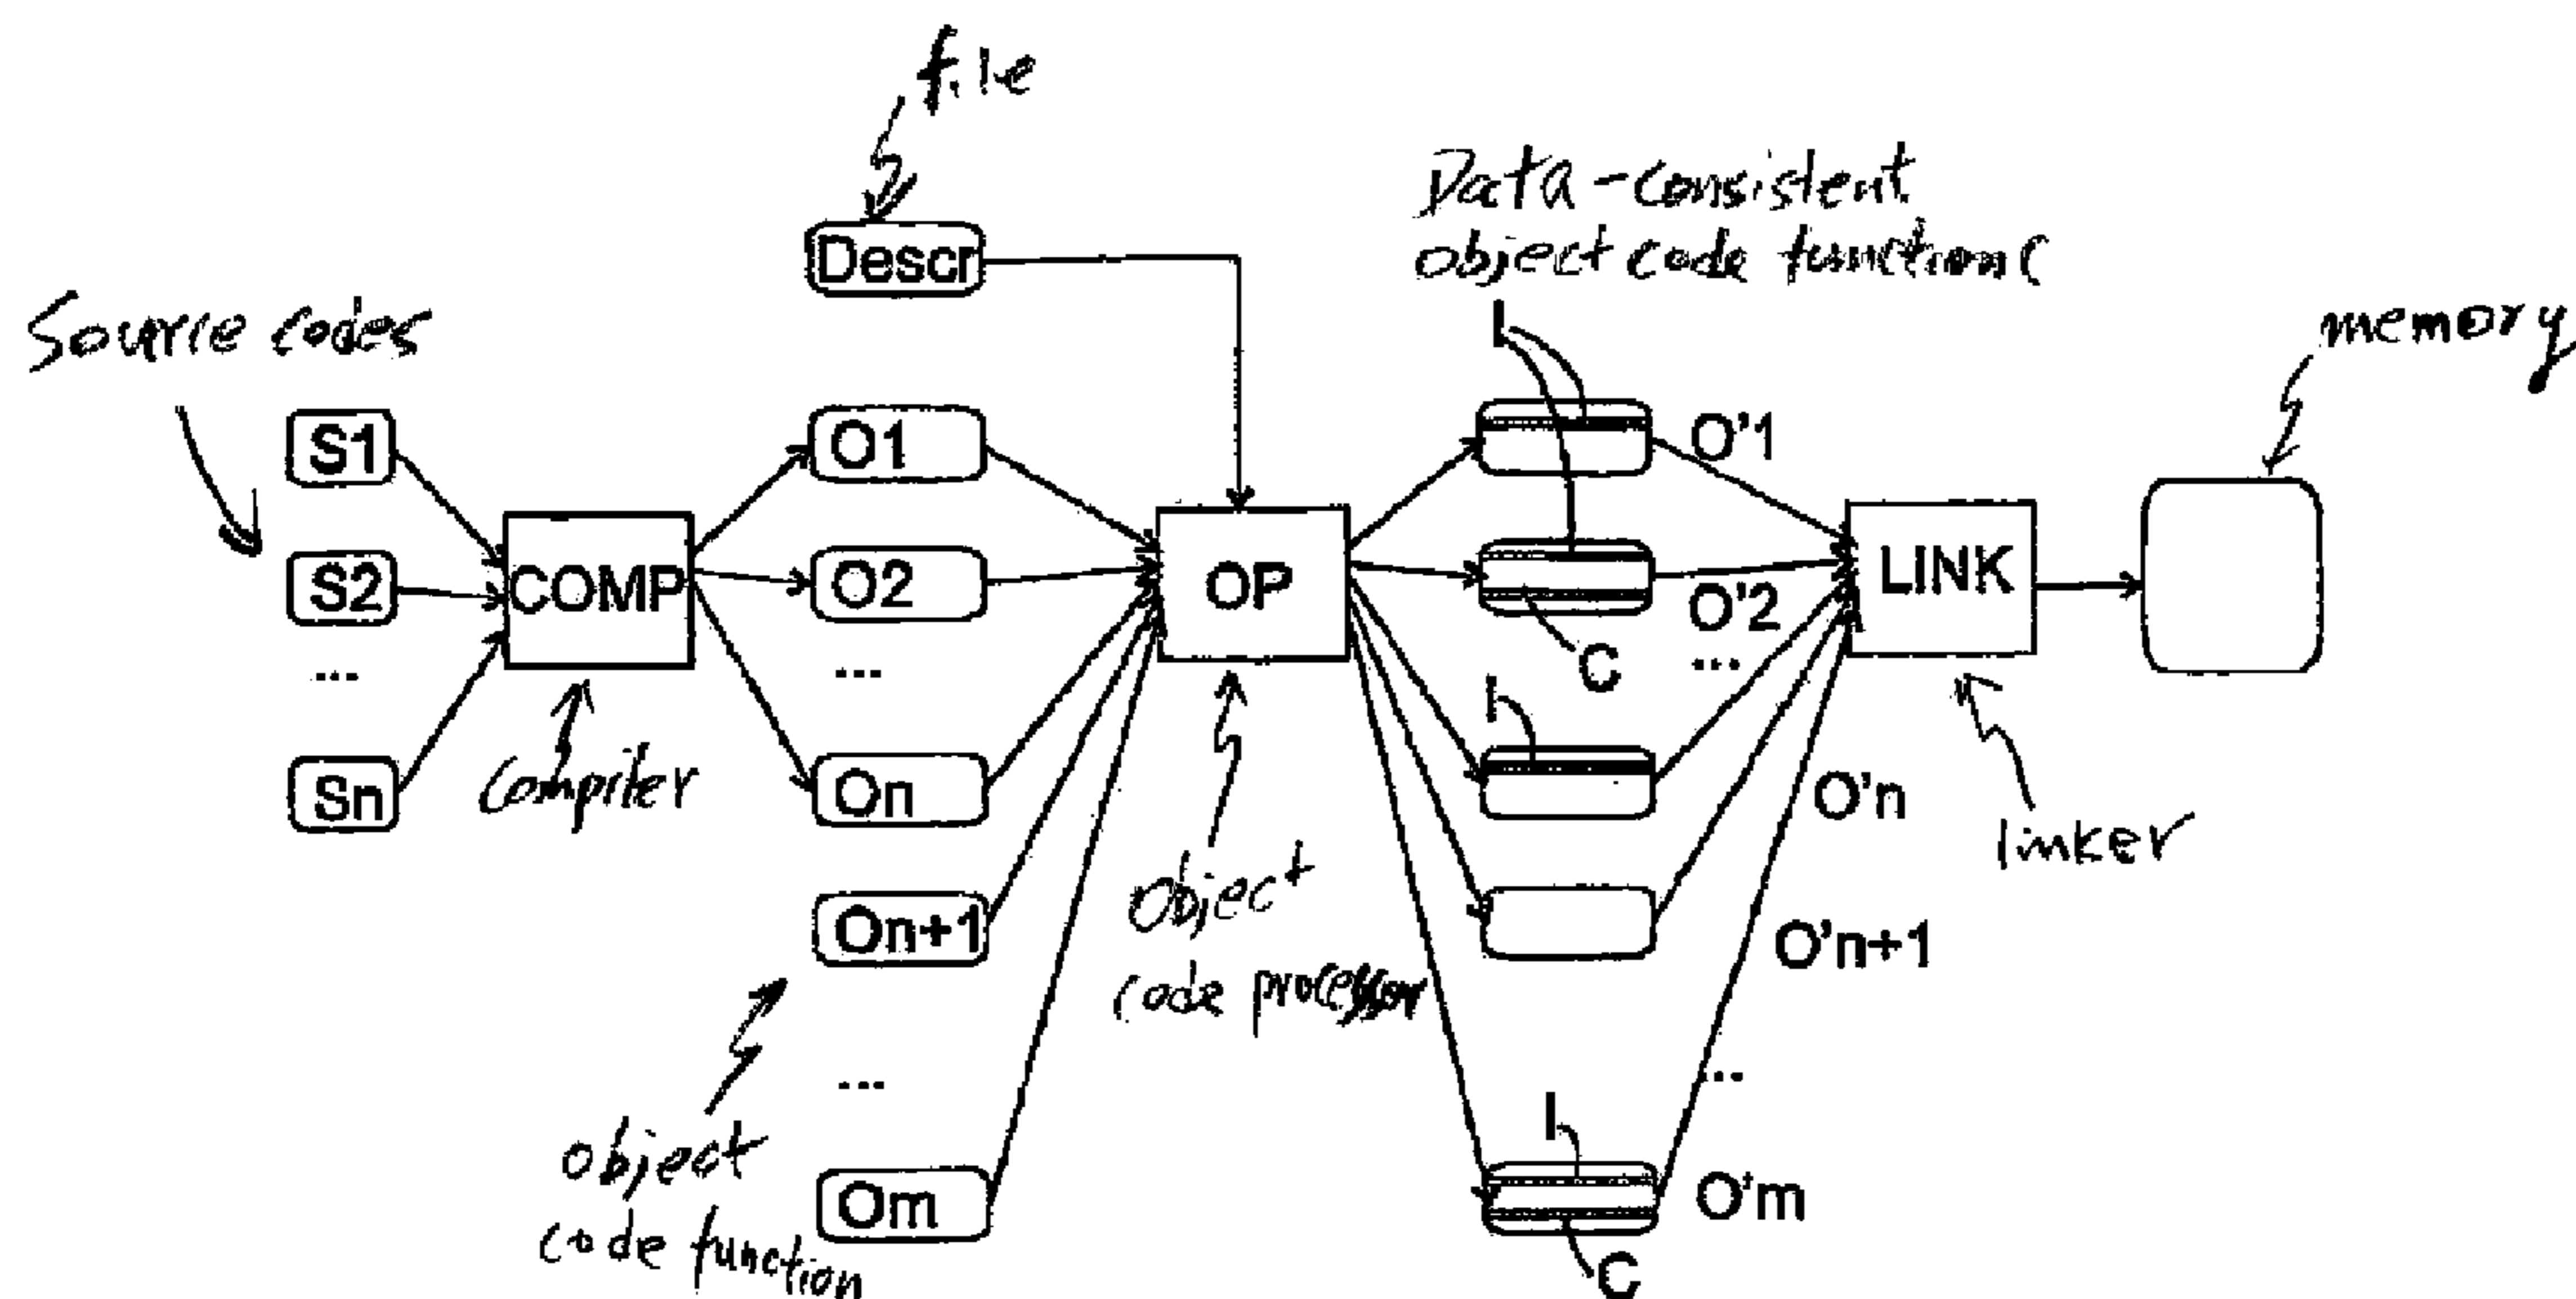 file
Descr
Data-consistent
object code functions
Source codes
memory
I
S1
O1
O'1
S2
COMP
O2
OP
O'2
LINK
C
...
...
...
I
Sn
Compiler
On
O'n
linker
On+1
Object
code processor
O'n+1
...
...
object
code function
Om
I
O'm
C